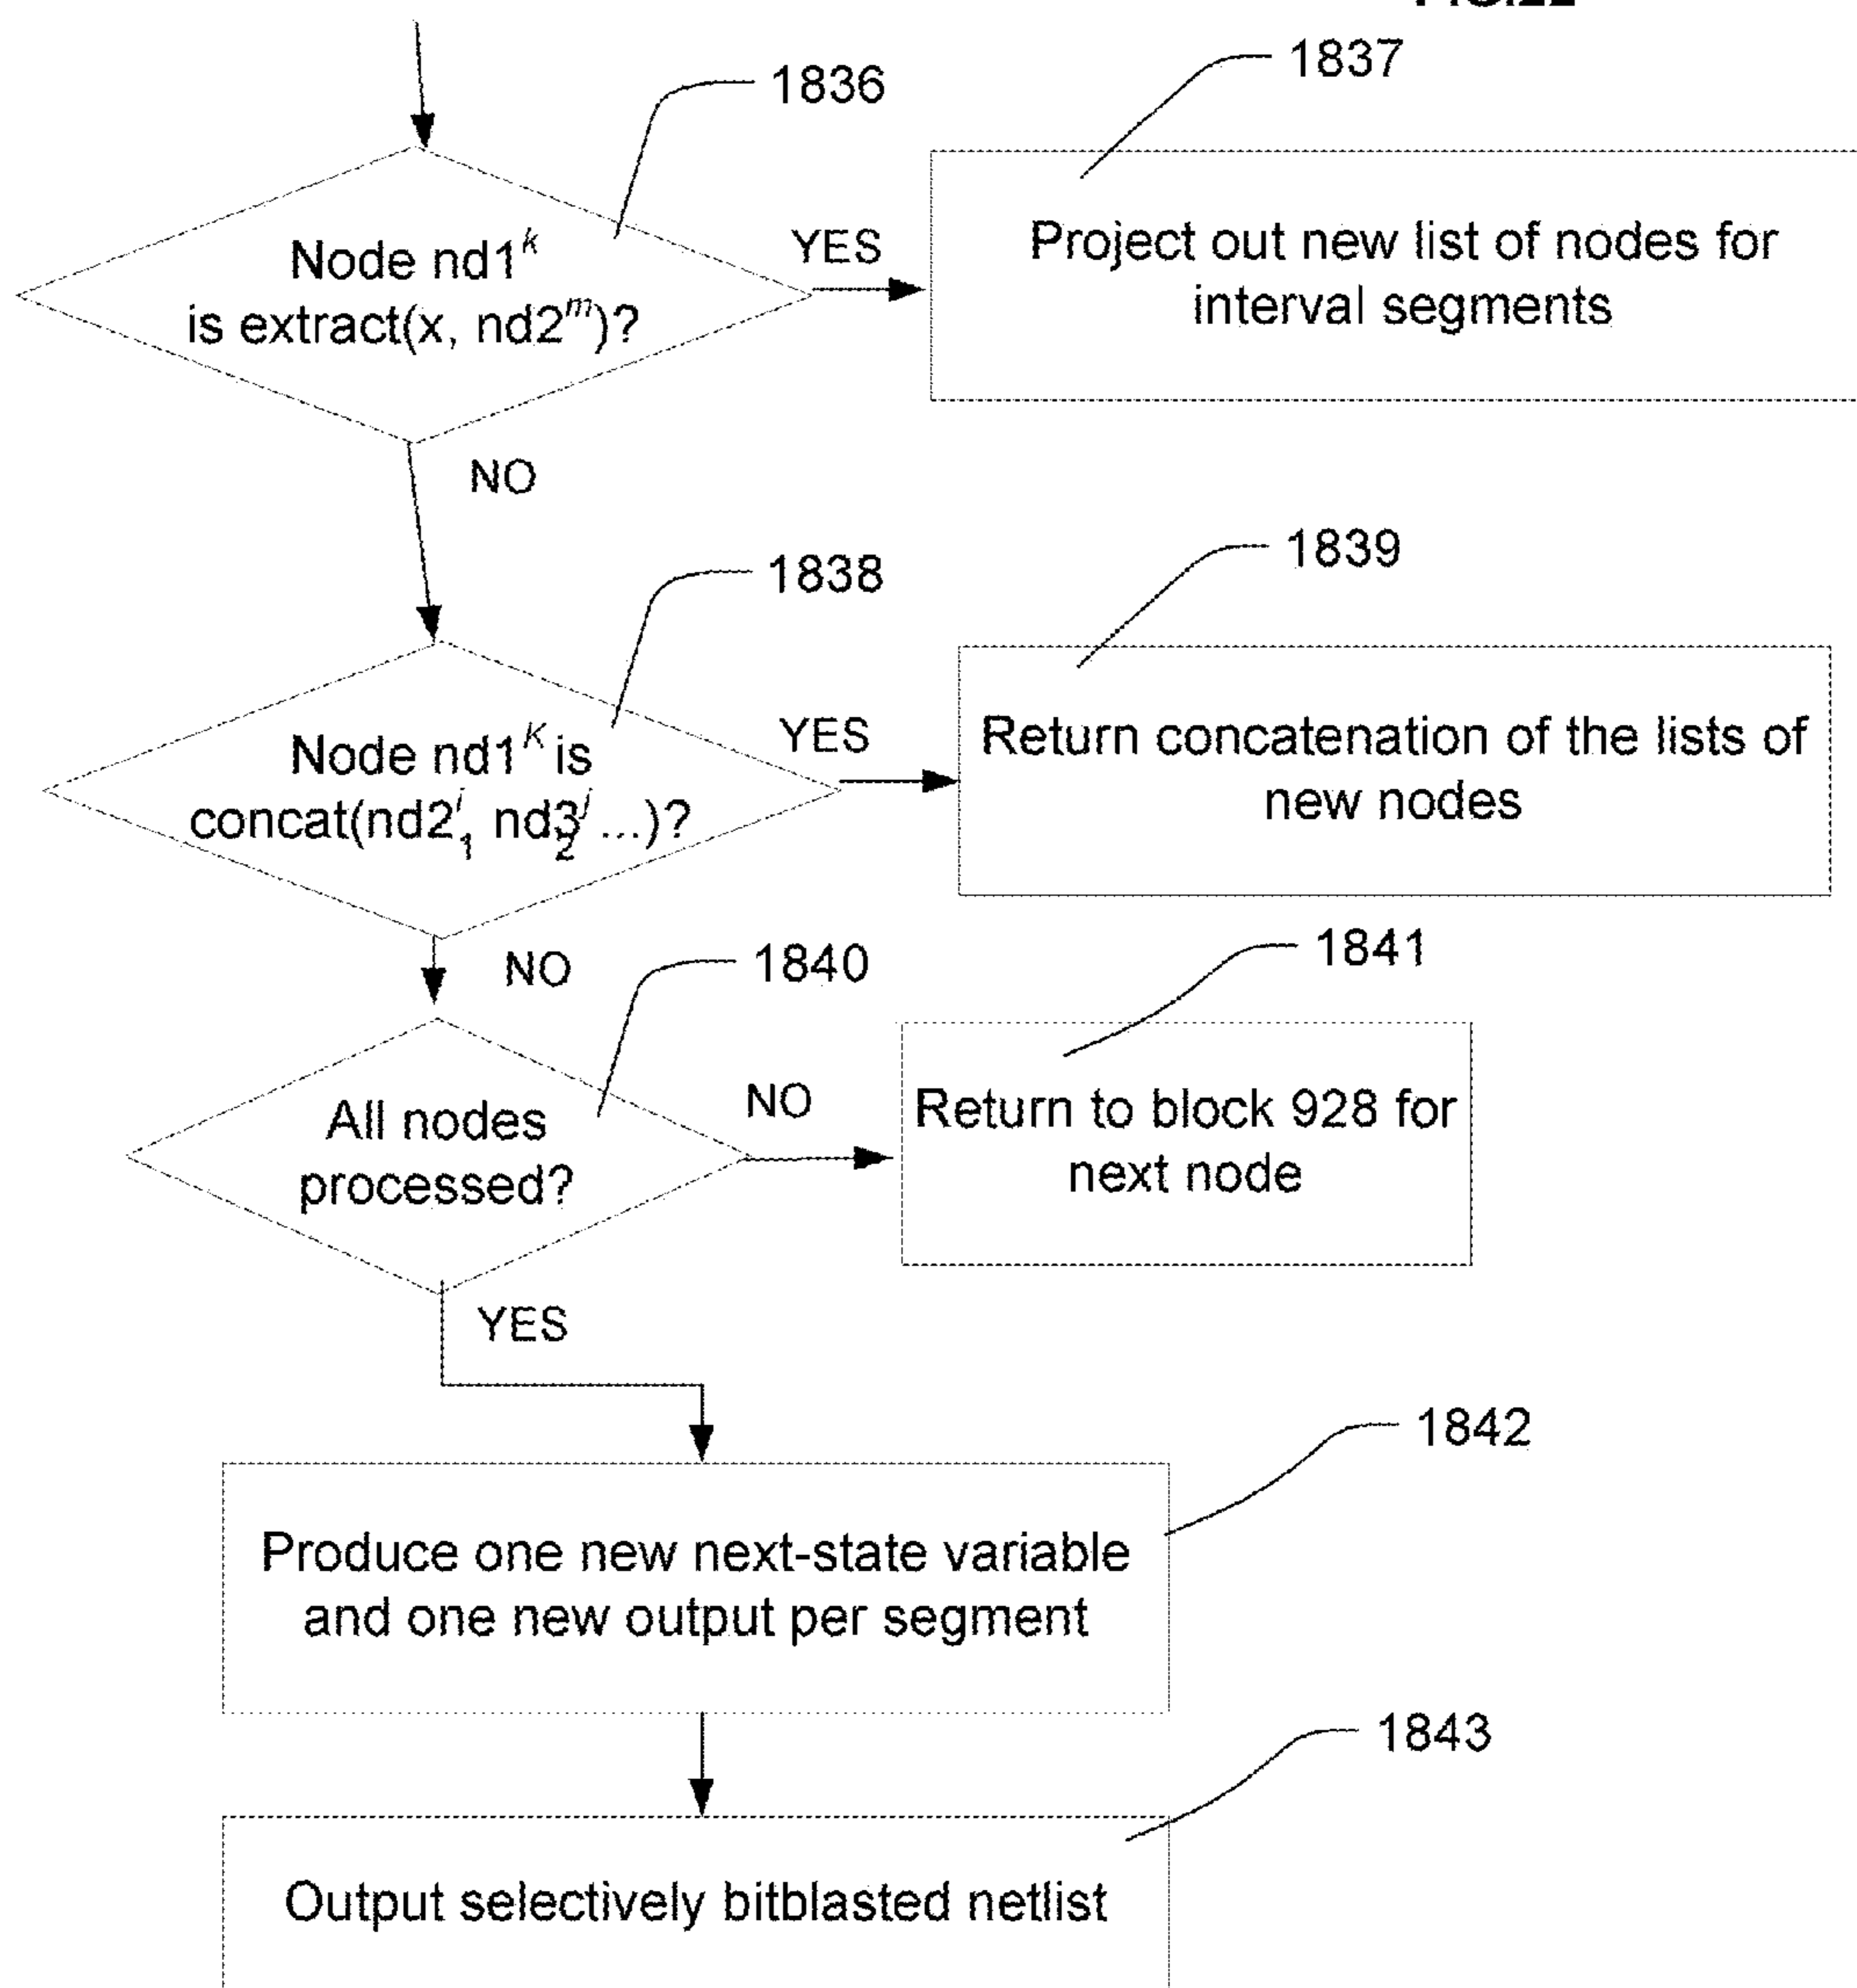 1836
1837
Node nd1^k
is extract(x, nd2^m)?
YES
Project out new list of nodes for
interval segments
NO
1838
1839
Node nd1^K is
concat(nd2^i_1 nd3^j_2 ...)?
YES
Return concatenation of the lists of
new nodes
NO
1840
1841
All nodes
processed?
NO
Return to block 928 for
next node
YES
1842
Produce one new next-state variable
and one new output per segment
1843
Output selectively bitblasted netlist